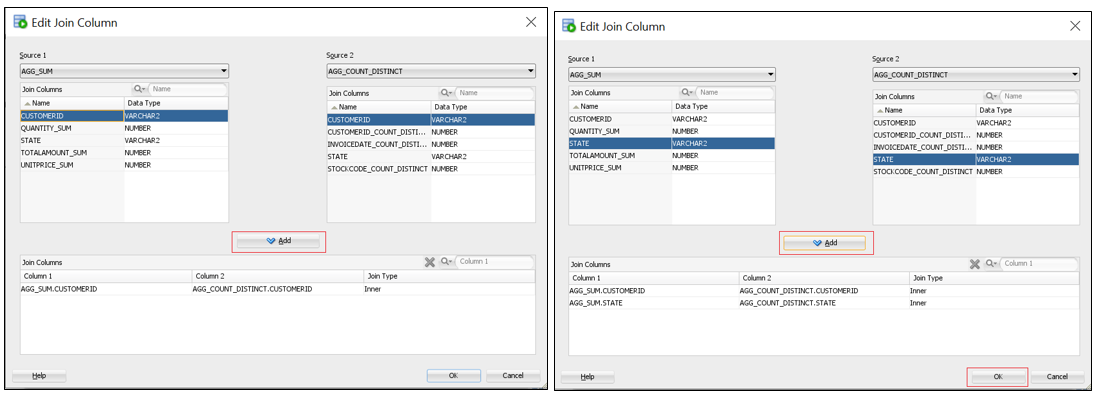 Edit Join Column
Source 1 Source 2
AGG_SUM AGG_COUNT_DISTINCT
Join Columns Name Join Columns Name
Name Data Type Name Data Type
CUSTOMERID VARCHAR2 CUSTOMERID VARCHAR2
QUANTITY_SUM NUMBER CUSTOMERID_COUNT_DISTI... NUMBER
STATE VARCHAR2 INVOICEDATE_COUNT_DISTI... NUMBER
TOTALAMOUNT_SUM NUMBER STATE VARCHAR2
UNITPRICE_SUM NUMBER STOCKCODE_COUNT_DISTINCT NUMBER
Add
Join Columns Column 1
Column 1 Column 2 Join Type
AGG_SUM.CUSTOMERID AGG_COUNT_DISTINCT.CUSTOMERID Inner
Help OK Cancel
Edit Join Column
Source 1 Source 2
AGG_SUM AGG_COUNT_DISTINCT
Join Columns Name Join Columns Name
Name Data Type Name Data Type
CUSTOMERID VARCHAR2 CUSTOMERID VARCHAR2
QUANTITY_SUM NUMBER CUSTOMERID_COUNT_DISTI... NUMBER
STATE VARCHAR2 INVOICEDATE_COUNT_DISTI... NUMBER
TOTALAMOUNT_SUM NUMBER STATE VARCHAR2
UNITPRICE_SUM NUMBER STOCKCODE_COUNT_DISTINCT NUMBER
Add
Join Columns Column 1
Column 1 Column 2 Join Type
AGG_SUM.CUSTOMERID AGG_COUNT_DISTINCT.CUSTOMERID Inner
AGG_SUM.STATE AGG_COUNT_DISTINCT.STATE Inner
Help OK Cancel